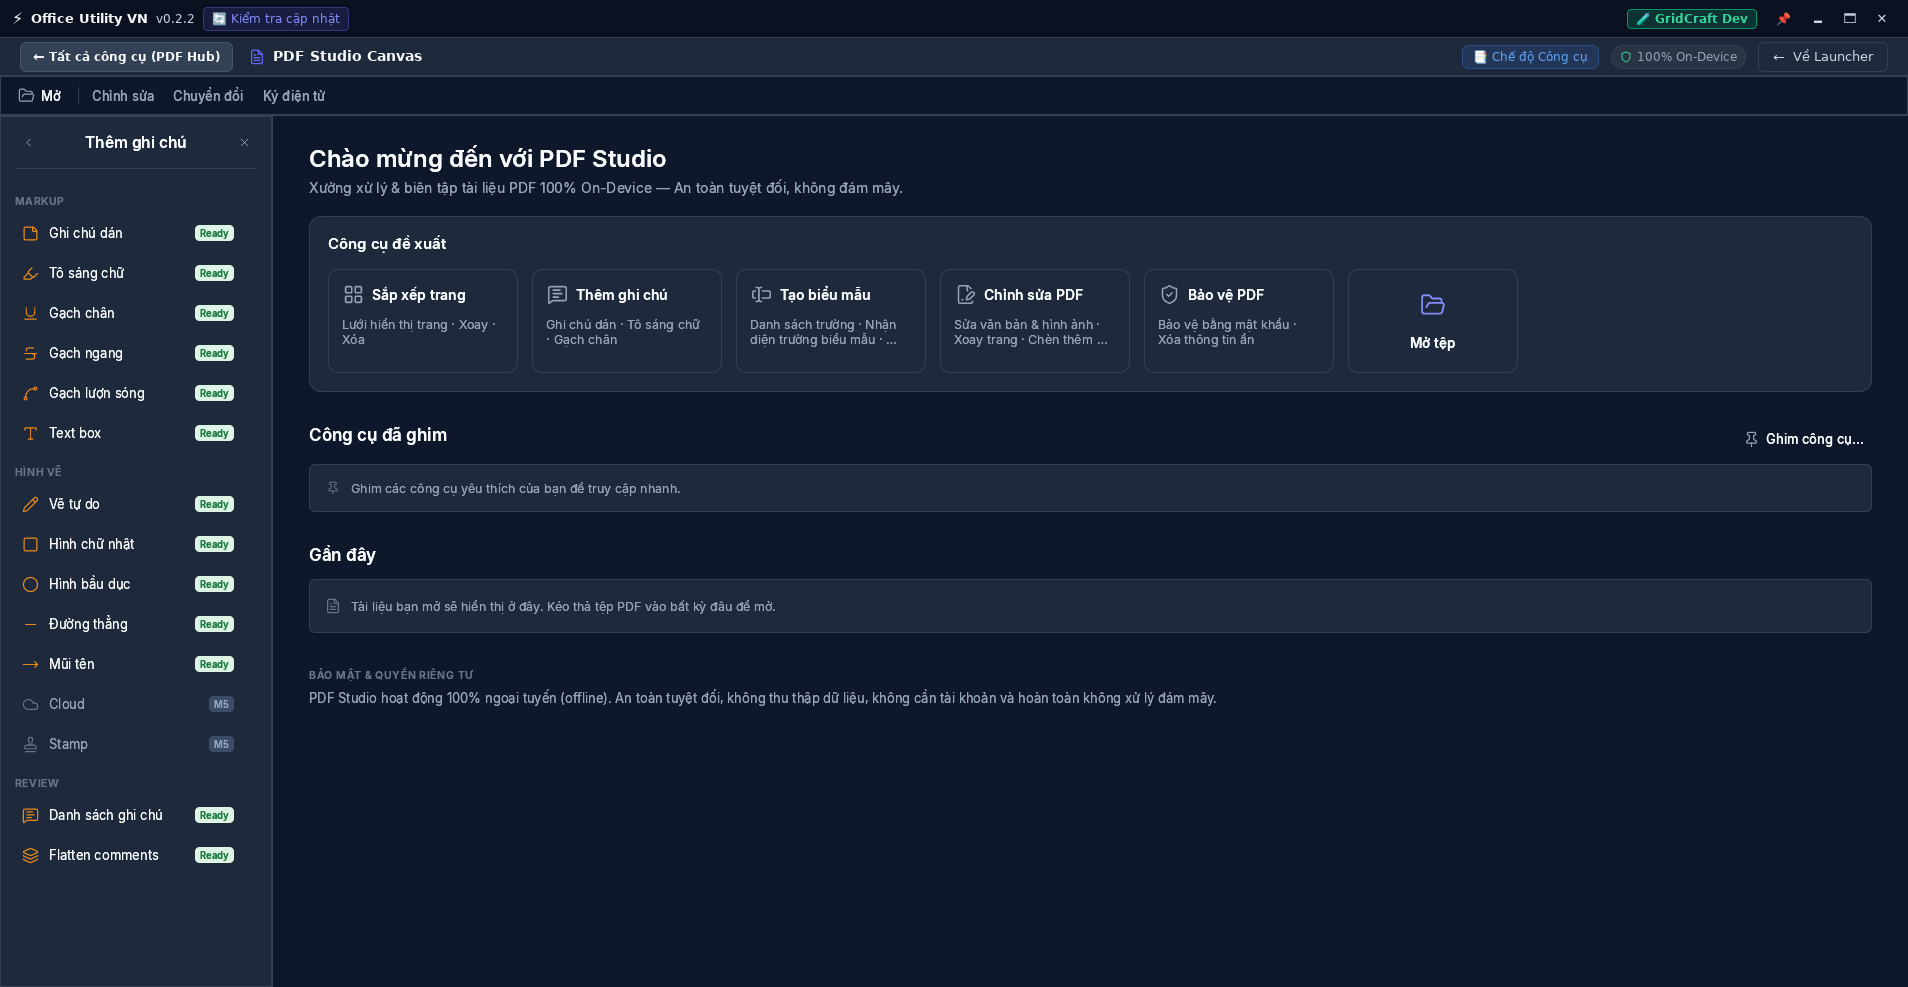 Office Utility VN v0.2.2 Kiểm tra cập nhật
GridCraft Dev
← Tất cả công cụ (PDF Hub)
PDF Studio Canvas
Chế độ Công cụ
100% On-Device
← Về Launcher
Mở
Chỉnh sửa
Chuyển đổi
Ký điện tử
Thêm ghi chú
MARKUP
Ghi chú dán Ready
Tô sáng chữ Ready
Gạch chân Ready
Gạch ngang Ready
Gạch lượn sóng Ready
Text box Ready
HÌNH VẼ
Vẽ tự do Ready
Hình chữ nhật Ready
Hình bầu dục Ready
Đường thẳng Ready
Mũi tên Ready
Cloud M5
Stamp M5
REVIEW
Danh sách ghi chú Ready
Flatten comments Ready
Chào mừng đến với PDF Studio
Xưởng xử lý & biên tập tài liệu PDF 100% On-Device — An toàn tuyệt đối, không đám mây.
Công cụ đề xuất
Sắp xếp trang
Lưới hiển thị trang · Xoay ·
Xóa
Thêm ghi chú
Ghi chú dán · Tô sáng chữ
· Gạch chân
Tạo biểu mẫu
Danh sách trường · Nhận
diện trường biểu mẫu · ...
Chỉnh sửa PDF
Sửa văn bản & hình ảnh ·
Xoay trang · Chèn thêm ...
Bảo vệ PDF
Bảo vệ bằng mật khẩu ·
Xóa thông tin ẩn
Mở tệp
Công cụ đã ghim
Ghim công cụ...
Ghim các công cụ yêu thích của bạn để truy cập nhanh.
Gần đây
Tài liệu bạn mở sẽ hiển thị ở đây. Kéo thả tệp PDF vào bất kỳ đâu để mở.
BẢO MẬT & QUYỀN RIÊNG TƯ
PDF Studio hoạt động 100% ngoại tuyến (offline). An toàn tuyệt đối, không thu thập dữ liệu, không cần tài khoản và hoàn toàn không xử lý đám mây.